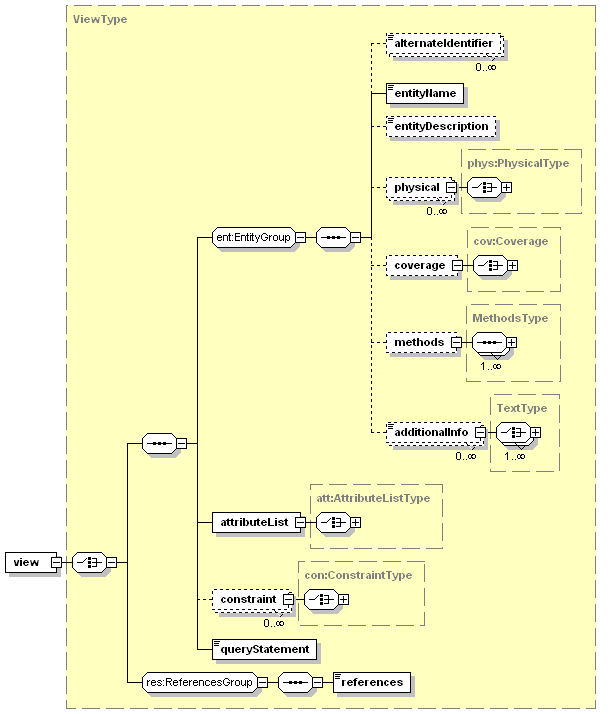 ViewType
alternateIdentifier
0..∞
entityName
entityDescription
phys:PhysicalType
physical
0..∞
cov:Coverage
ent:EntityGroup
coverage
MethodsType
methods
1..∞
TextType
additionalInfo
0..∞
1..∞
att:AttributeListType
attributeList
view
con:ConstraintType
constraint
0..∞
queryStatement
res:ReferencesGroup
references